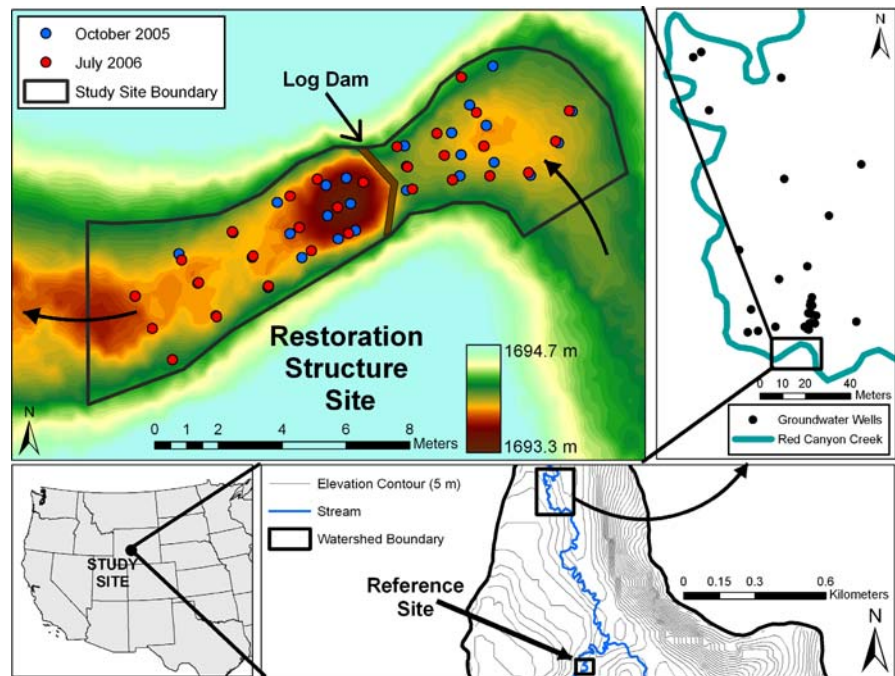 October 2005
July 2006
Study Site Boundary
Log Dam
N
Restoration
Structure
Site
1694.7 m
1693.3 m
0 1 2 4 6 8
Meters
N
N
0 10 20 40
Meters
Groundwater Wells
Red Canyon Creek
STUDY
SITE
Elevation Contour (5 m)
Stream
Watershed Boundary
Reference
Site
0 0.15 0.3 0.6
Kilometers
N